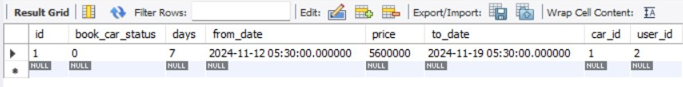 Result Grid Filter Rows: Edit: Export/Import: Wrap Cell Content:
id book_car_status days from_date price to_date car_id user_id
1 0 7 2024-11-12 05:30:00.000000 5600000 2024-11-19 05:30:00.000000 1 2
NULL NULL NULL NULL NULL NULL NULL NULL